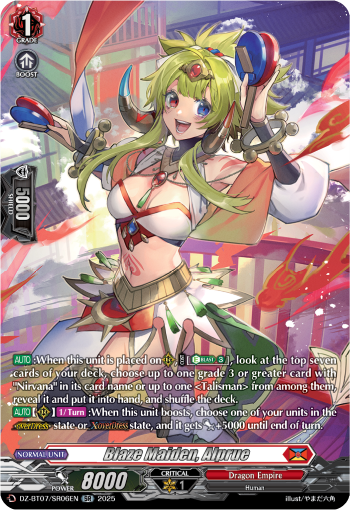 1
GRADE
BOOST
5000
SHIELD
AUTO :When this unit is placed on R, COST [ E-BLAST 3 ], look at the top seven
cards of your deck, choose up to one grade 3 or greater card with
"Nirvana" in its card name or up to one <Talisman> from among them,
reveal it and put it into hand, and shuffle the deck.
AUTO [ R ] 1/Turn :When this unit boosts, choose one of your units in the
overDress state or XoverDress state, and it gets +5000 until end of turn.
NORMAL UNIT
Blaze Maiden, Alprue
POWER 8000
CRITICAL
1
Dragon Empire
Human
DZ-BT07/SR06EN SR 2025
illust/やまだ六角